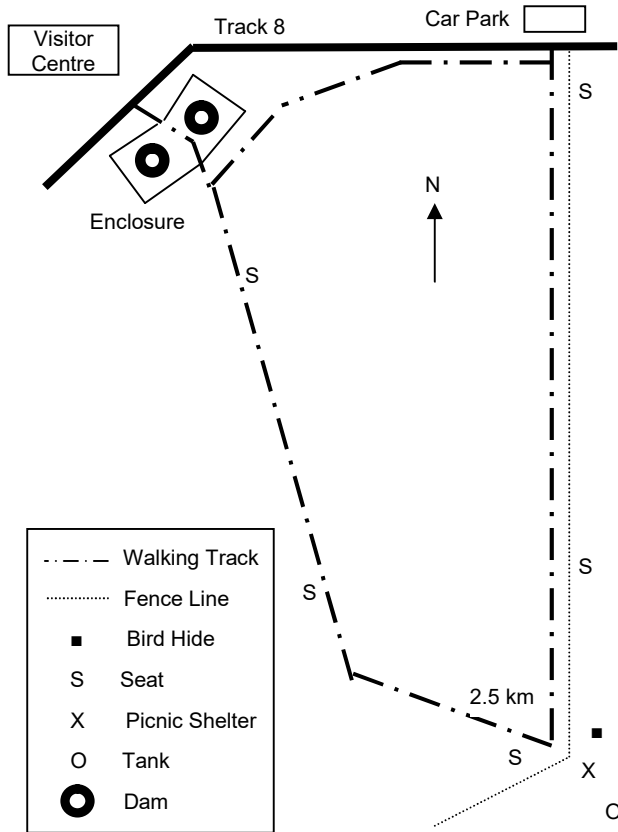 Car Park
Track 8
Visitor
Centre
S
N
Enclosure
S
S
S
2.5 km
S
X
O
Walking Track
Fence Line
Bird Hide
S Seat
X Picnic Shelter
O Tank
Dam